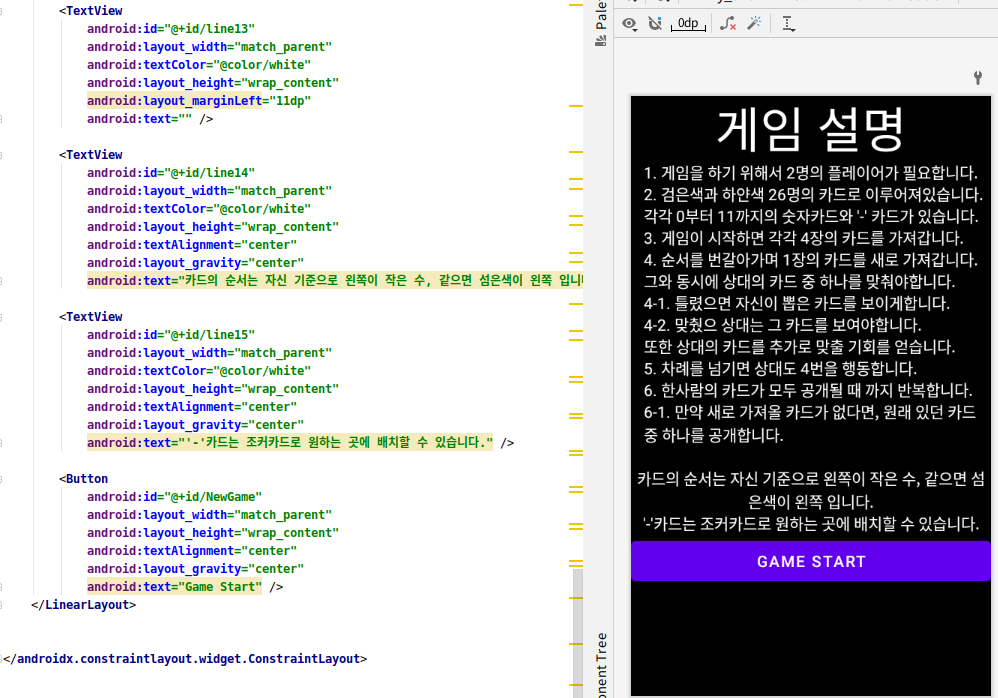 <TextView
android:id="@+id/line13"
android:layout_width="match_parent"
android:textColor="@color/white"
android:layout_height="wrap_content"
android:layout_marginLeft="11dp"
android:text="" />
<TextView
android:id="@+id/line14"
android:layout_width="match_parent"
android:textColor="@color/white"
android:layout_height="wrap_content"
android:textAlignment="center"
android:layout_gravity="center"
android:text="카드의 순서는 자신 기준으로 왼쪽이 작은 수, 같으면 섬은색이 왼쪽 입니
<TextView
android:id="@+id/line15"
android:layout_width="match_parent"
android:textColor="@color/white"
android:layout_height="wrap_content"
android:textAlignment="center"
android:layout_gravity="center"
android:text="'-'카드는 조커카드로 원하는 곳에 배치할 수 있습니다." />
<Button
android:id="@+id/NewGame"
android:layout_width="match_parent"
android:layout_height="wrap_content"
android:textAlignment="center"
android:layout_gravity="center"
android:text="Game Start" />
</LinearLayout>
</androidx.constraintlayout.widget.ConstraintLayout>
Pale
onent Tree
0dp
게임 설명
1. 게임을 하기 위해서 2명의 플레이어가 필요합니다.
2. 검은색과 하얀색 26명의 카드로 이루어져있습니다.
각각 0부터 11까지의 숫자카드와 '-' 카드가 있습니다.
3. 게임이 시작하면 각각 4장의 카드를 가져갑니다.
4. 순서를 번갈아가며 1장의 카드를 새로 가져갑니다.
그와 동시에 상대의 카드 중 하나를 맞춰야합니다.
4-1. 틀렸으면 자신이 뽑은 카드를 보이게합니다.
4-2. 맞췄으 상대는 그 카드를 보여야합니다.
또한 상대의 카드를 추가로 맞출 기회를 얻습니다.
5. 차례를 넘기면 상대도 4번을 행동합니다.
6. 한사람의 카드가 모두 공개될 때 까지 반복합니다.
6-1. 만약 새로 가져올 카드가 없다면, 원래 있던 카드
중 하나를 공개합니다.
카드의 순서는 자신 기준으로 왼쪽이 작은 수, 같으면 섬
은색이 왼쪽 입니다.
'-'카드는 조커카드로 원하는 곳에 배치할 수 있습니다.
GAME START